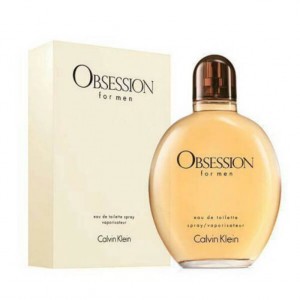 OBSESSION
for men
eau de toilette spray
vaporisateur
Calvin Klein
OBSESSION
for men
eau de toilette
spray/vaporisateur
Calvin Klein